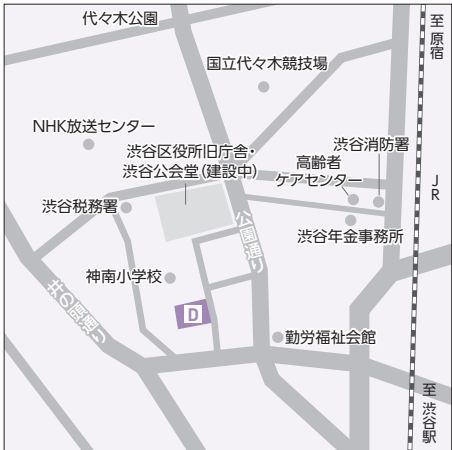 代々木公園
至 原宿
国立代々木競技場
NHK放送センター
渋谷区役所旧庁舎・
渋谷公会堂(建設中)
渋谷消防署
高齢者
ケアセンター
JR
渋谷税務署
公園通り
渋谷年金事務所
神南小学校
井の頭通り
D
勤労福祉会館
至 渋谷駅